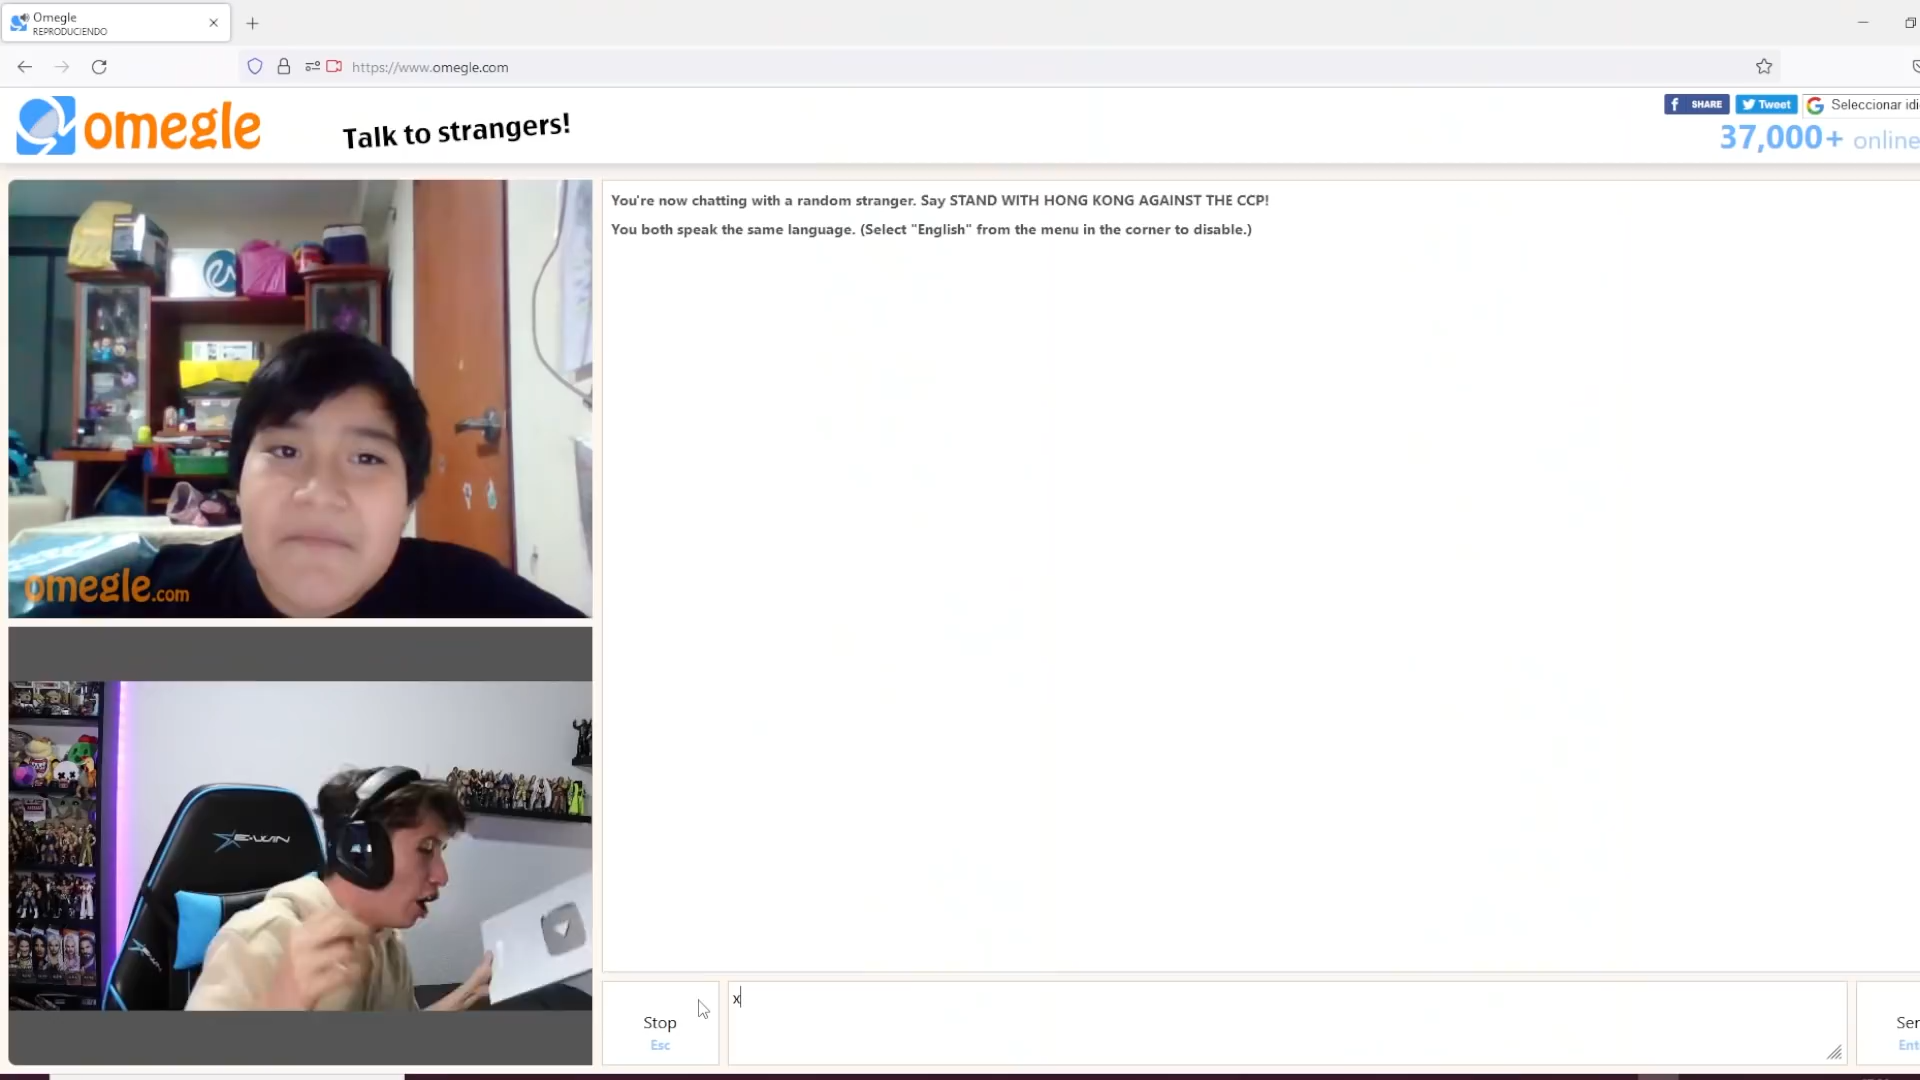 Omegle
REPRODUCIENDO
https://www.omegle.com
omegle
Talk to strangers!
SHARE
Tweet
Seleccionar idi
37,000+ online
You're now chatting with a random stranger. Say STAND WITH HONG KONG AGAINST THE CCP!
You both speak the same language. (Select "English" from the menu in the corner to disable.)
omegle.com
E-WIN
x
Stop
Esc
Ser
Ent